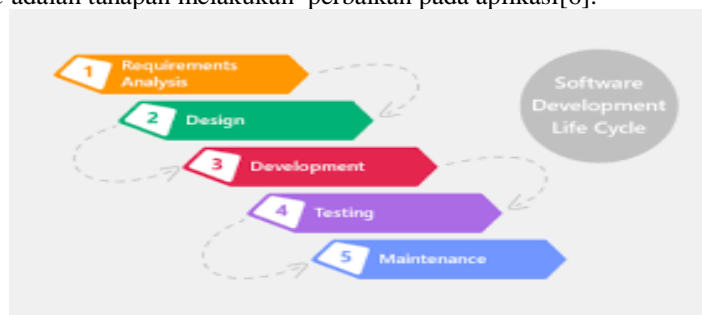 adalah tahapan melakukan perbaikan pada aplikasi[6].
1
Requirements
Analysis
2
Design
3
Development
4
Testing
5
Maintenance
Software
Development
Life Cycle